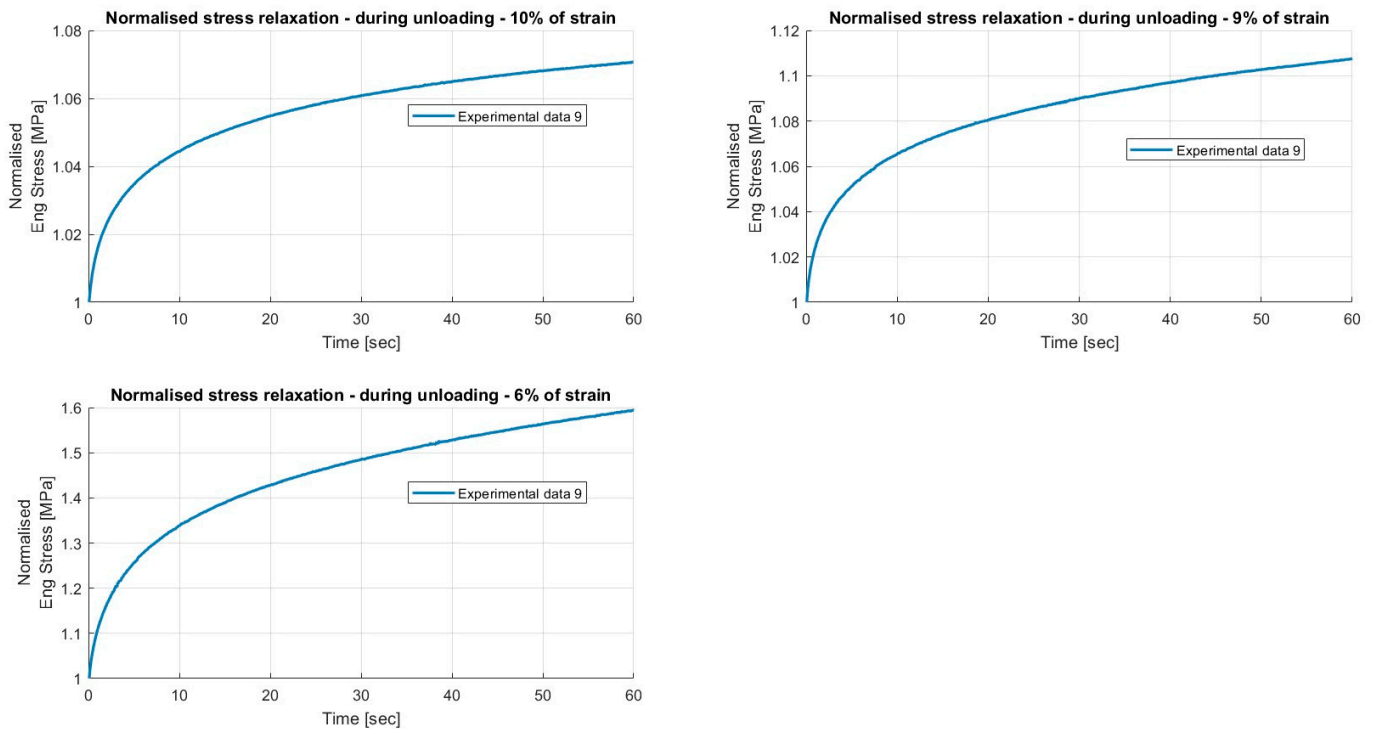 Normalised stress relaxation - during unloading - 10% of strain
1.08
1.06
1.04
1.02
1
Normalised
Eng Stress [MPa]
Experimental data 9
0 10 20 30 40 50 60
Time [sec]
Normalised stress relaxation - during unloading - 9% of strain
1.12
1.1
1.08
1.06
1.04
1.02
1
Normalised
Eng Stress [MPa]
Experimental data 9
0 10 20 30 40 50 60
Time [sec]
Normalised stress relaxation - during unloading - 6% of strain
1.6
1.5
1.4
1.3
1.2
1.1
1
Normalised
Eng Stress [MPa]
Experimental data 9
0 10 20 30 40 50 60
Time [sec]